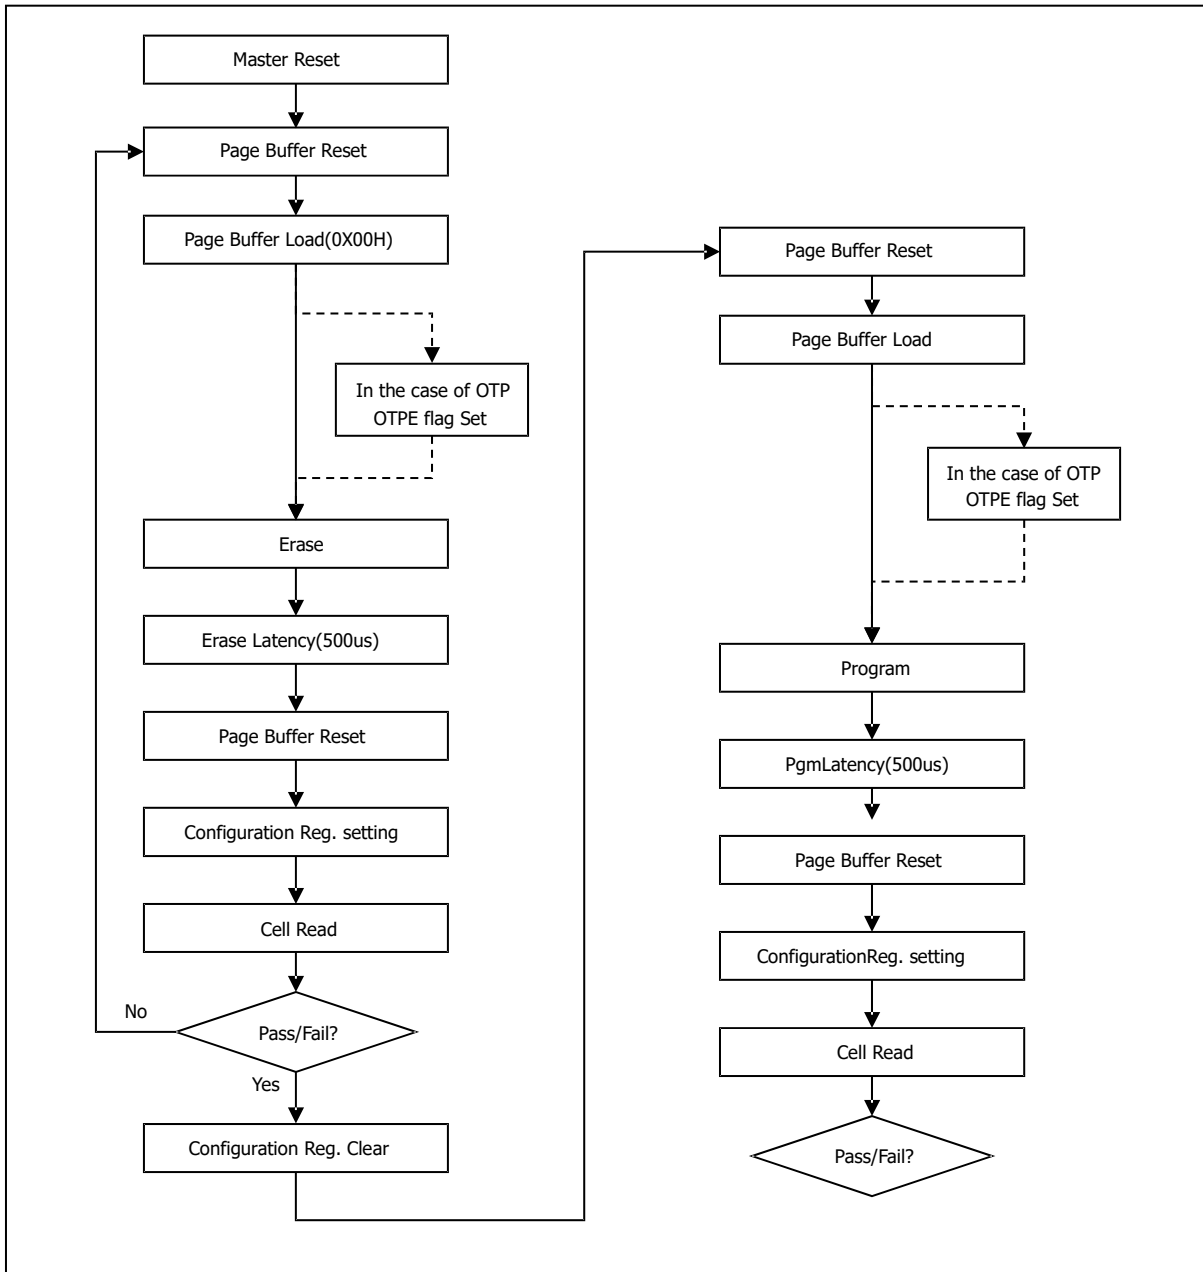 Master Reset
Page Buffer Reset
Page Buffer Load(0X00H)
In the case of OTP
OTPE flag Set
Erase
Erase Latency(500us)
Page Buffer Reset
Configuration Reg. setting
Cell Read
No
Pass/Fail?
Yes
Configuration Reg. Clear
Page Buffer Reset
Page Buffer Load
In the case of OTP
OTPE flag Set
Program
PgmLatency(500us)
Page Buffer Reset
ConfigurationReg. setting
Cell Read
Pass/Fail?